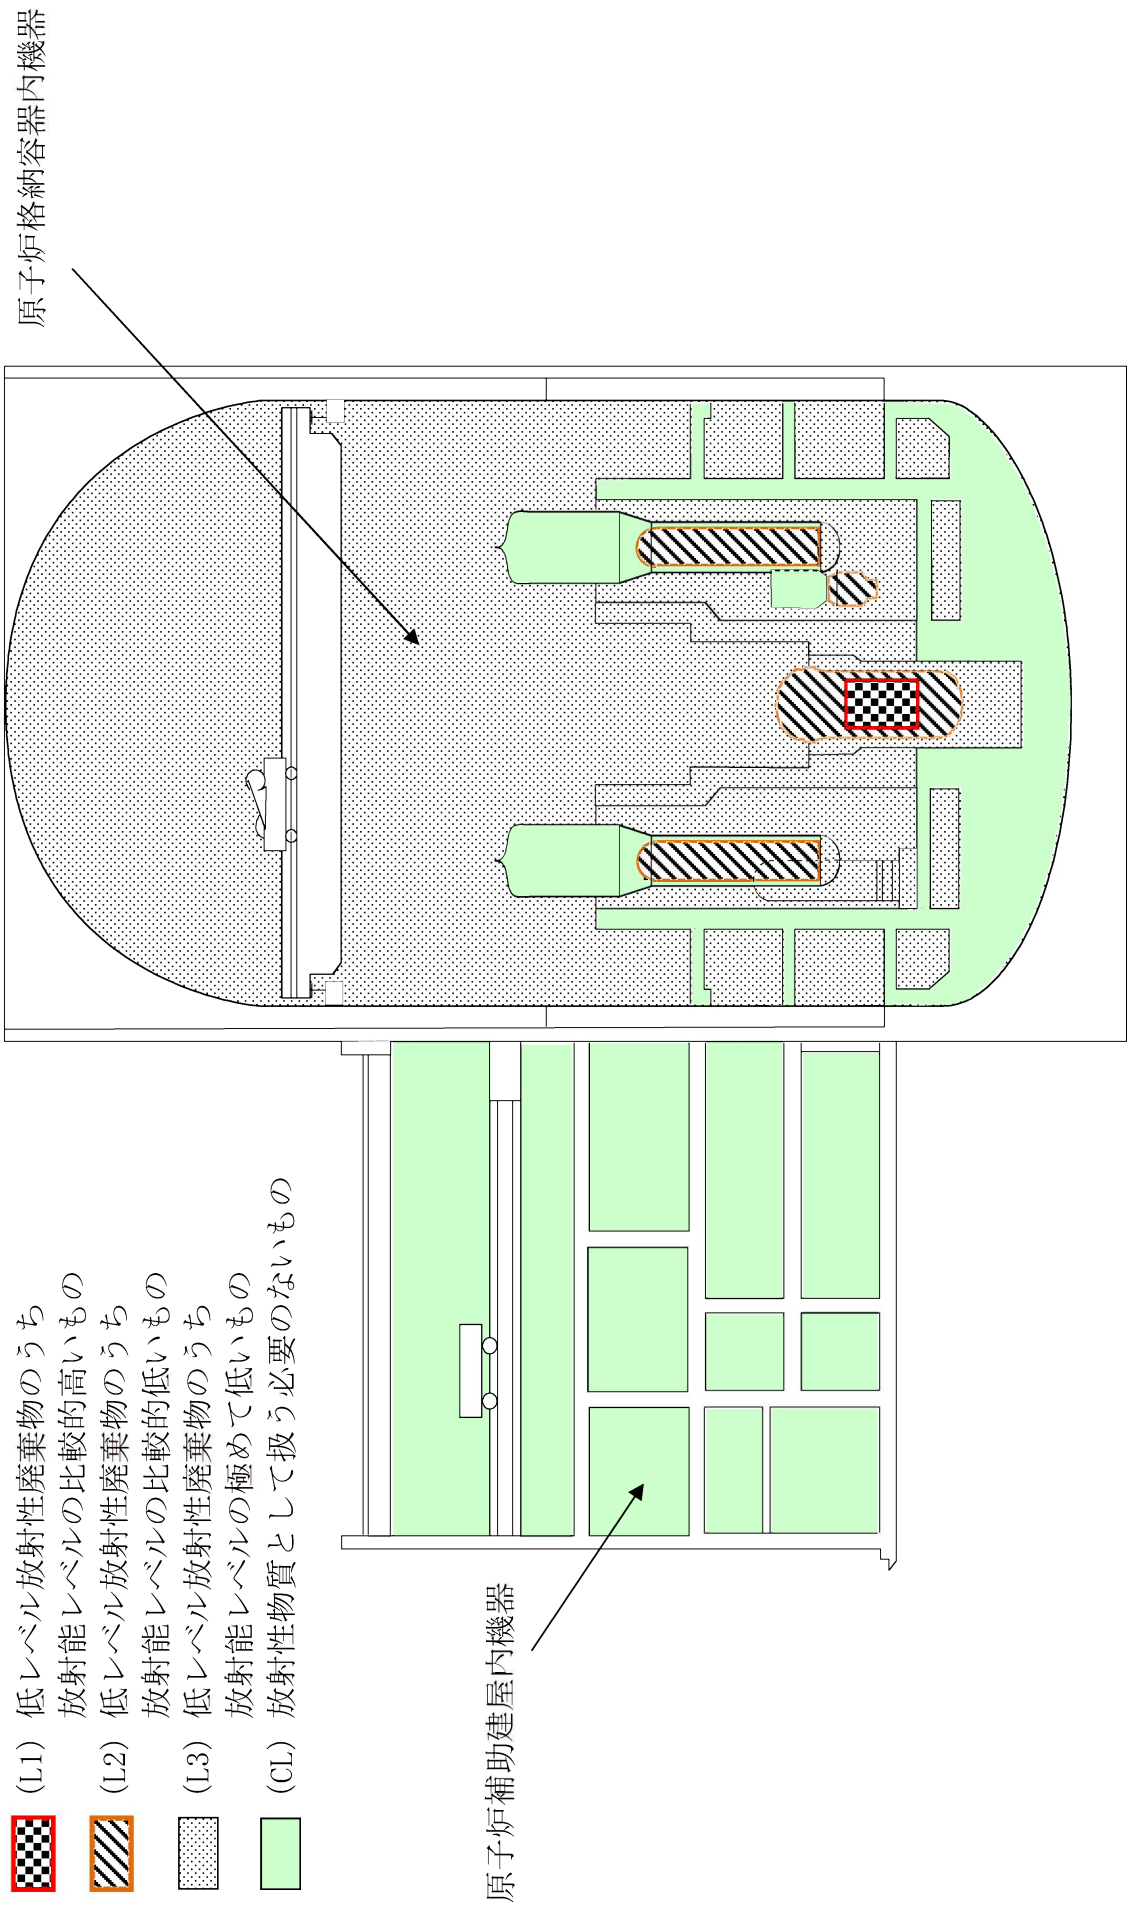 原子炉格納容器内機器
(L1) 低レベル放射性廃棄物のうち
放射能レベルの比較的高いもの
(L2) 低レベル放射性廃棄物のうち
放射能レベルの比較的低いもの
(L3) 低レベル放射性廃棄物のうち
放射能レベルの極めて低いもの
(CL) 放射性物質として扱う必要のないもの
原子炉補助建屋内機器